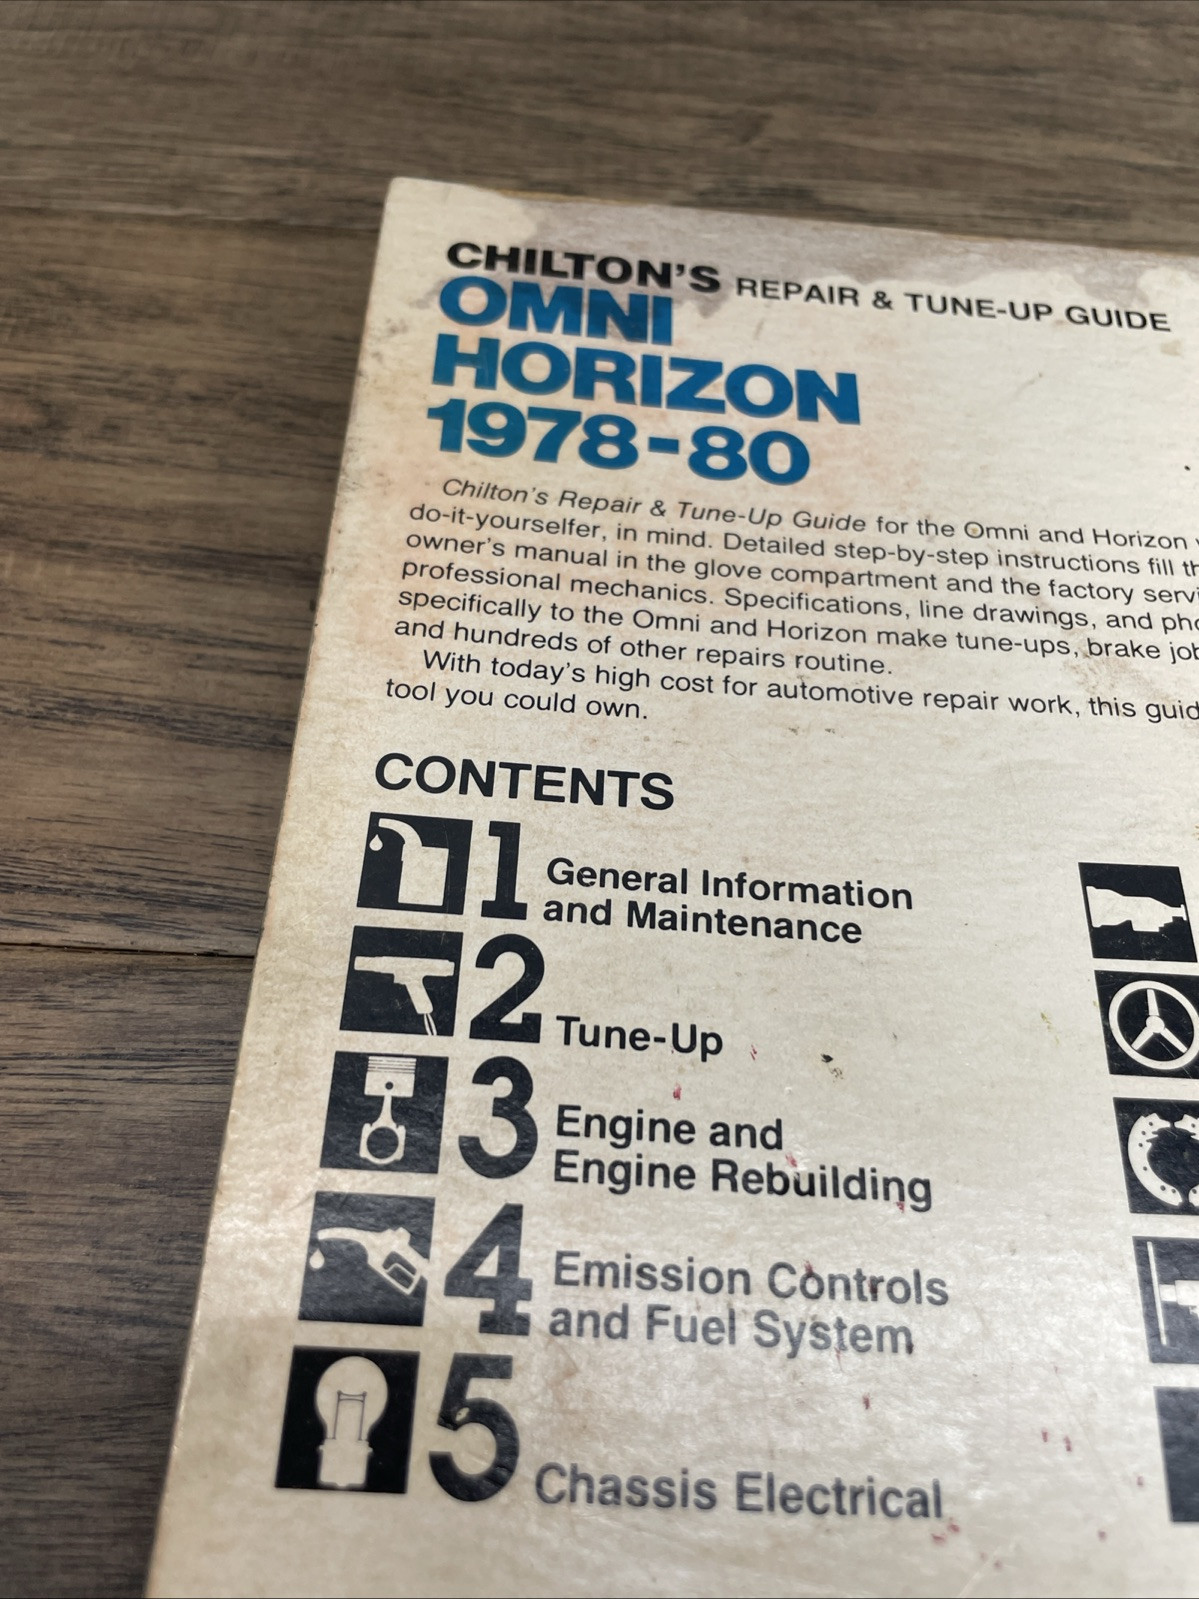 CHILTON'S REPAIR & TUNE-UP GUIDE
OMNI
HORIZON
1978-80
Chilton's Repair & Tune-Up Guide for the Omni and Horizon
do-it-yourselfer, in mind. Detailed step-by-step instructions fill
owner's manual in the glove compartment and the factory
professional mechanics. Specifications, line drawings, and
specifically to the Omni and Horizon make tune-ups, brake
and hundreds of other repairs routine.
With today's high cost for automotive repair work, this
tool you could own.
CONTENTS
1 General Information
and Maintenance
2 Tune-Up
3 Engine and
Engine Rebuilding
4 Emission Controls
and Fuel System
5 Chassis Electrical